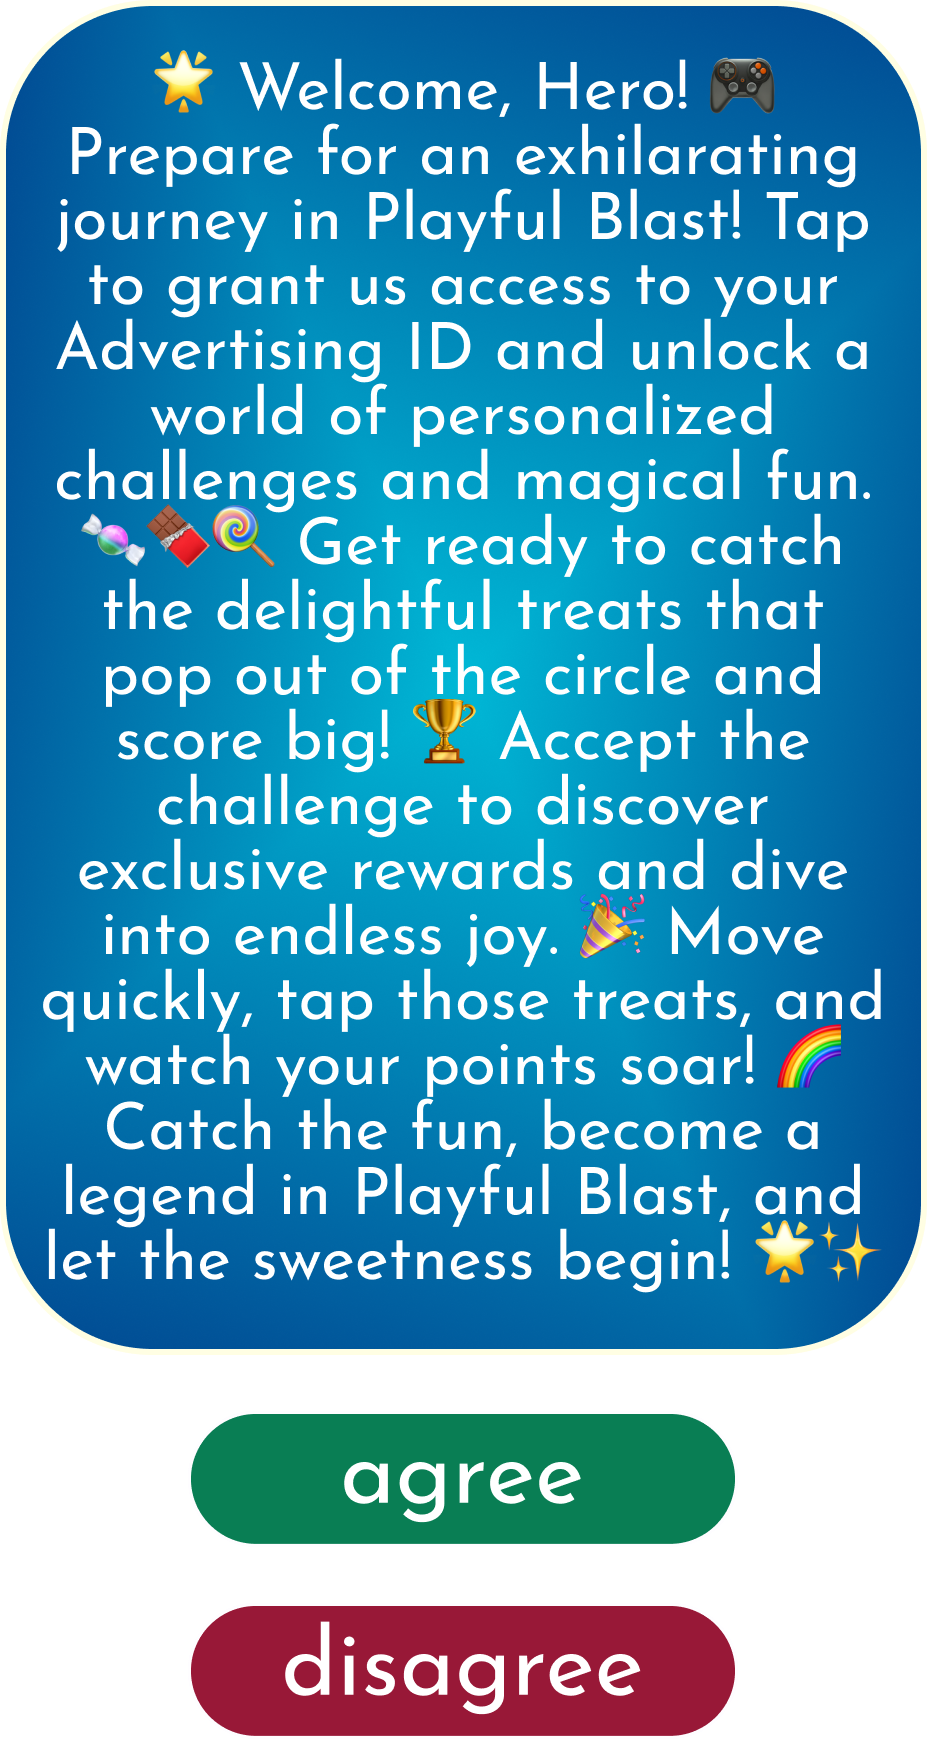 🌟 Welcome, Hero! 🎮
Prepare for an exhilarating
journey in Playful Blast! Tap
to grant us access to your
Advertising ID and unlock a
world of personalized
challenges and magical fun.
🍬🍫🍭 Get ready to catch
the delightful treats that
pop out of the circle and
score big! 🏆 Accept the
challenge to discover
exclusive rewards and dive
into endless joy. 🎉 Move
quickly, tap those treats, and
watch your points soar! 🌈
Catch the fun, become a
legend in Playful Blast, and
let the sweetness begin! 🌟✨
agree
disagree